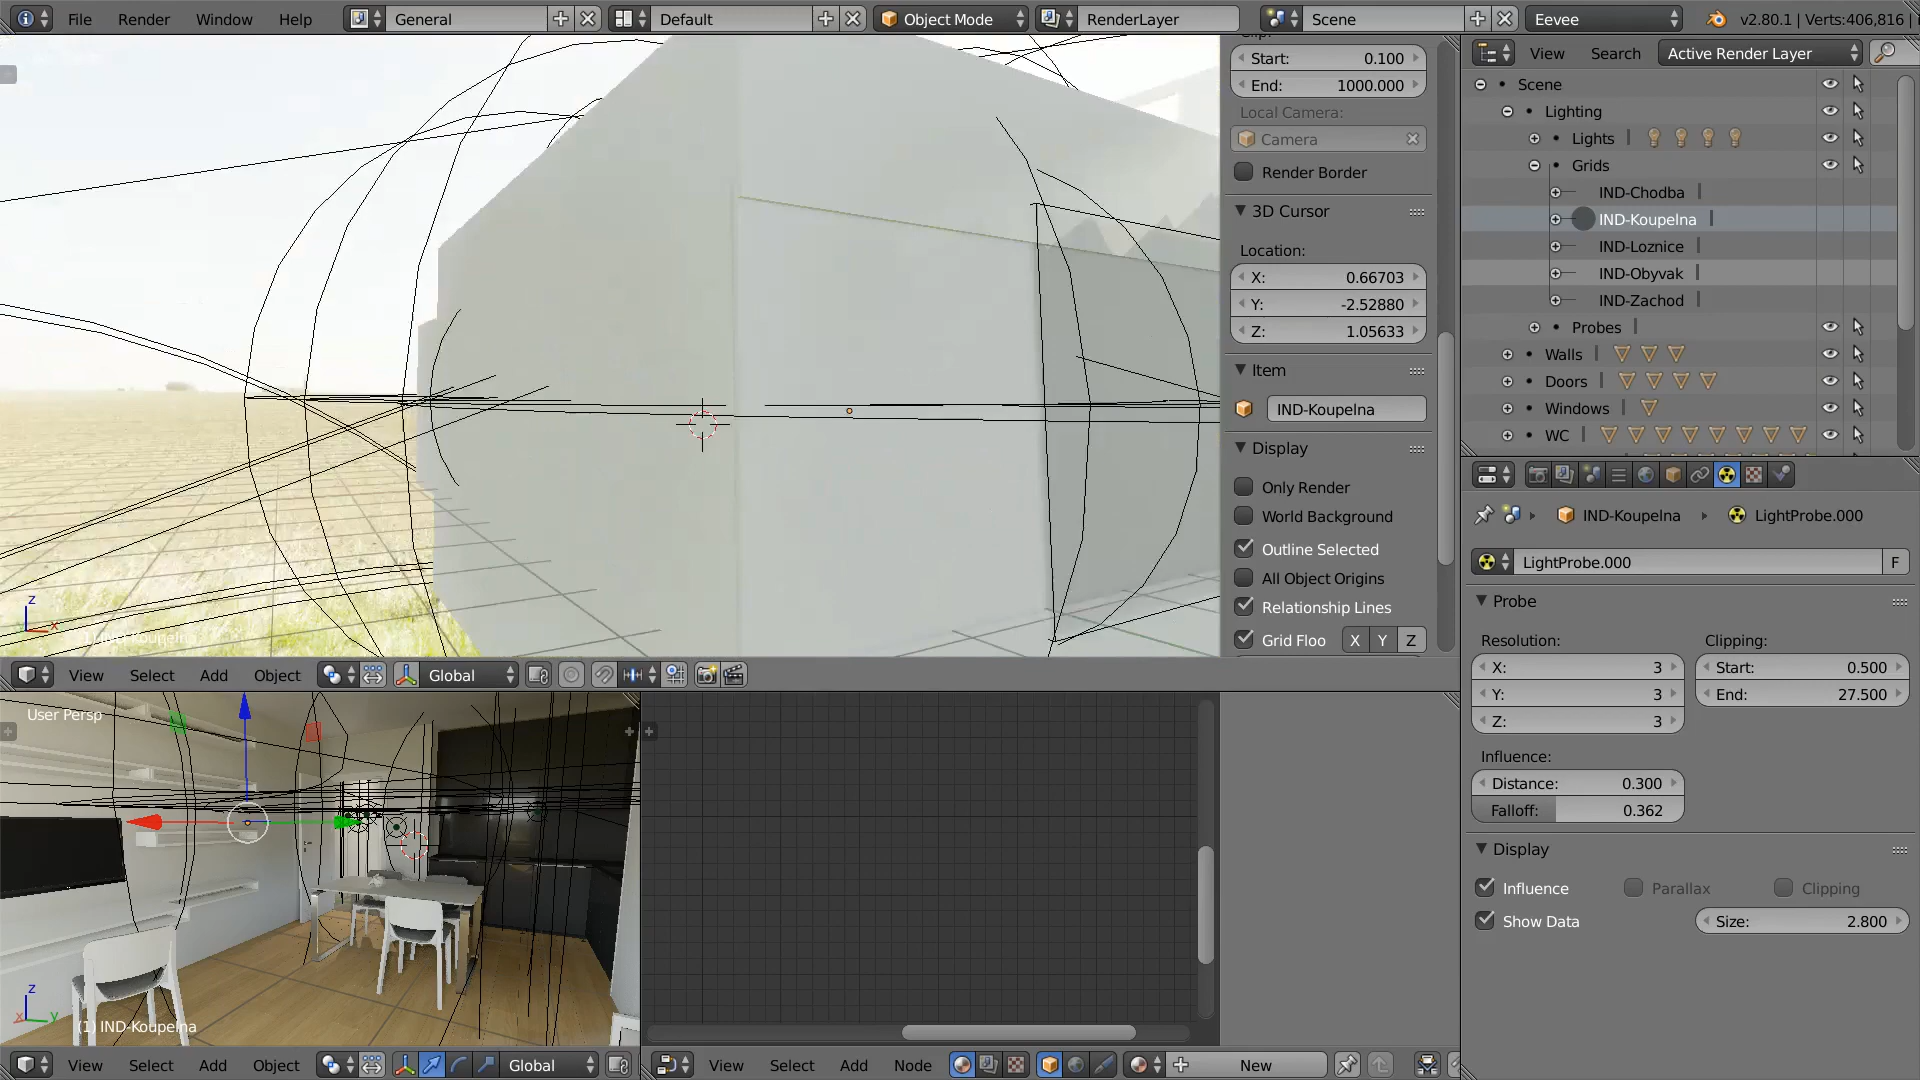 File Render Window Help General Default Object Mode RenderLayer Scene Eevee v2.80.1 | Verts:406,816 |
Clip:
Start: 0.100
End: 1000.000
Local Camera:
Camera
Render Border
3D Cursor
Location:
X: 0.66703
Y: -2.52880
Z: 1.05633
Item
IND-Koupelna
Display
Only Render
World Background
Outline Selected
All Object Origins
Relationship Lines
Grid Floo X Y Z
z
x
(1) IND-Koupelna
View Select Add Object Global
User Persp
z
x y
(1) IND-Koupelna
View Select Add Object Global
View Select Add Node New
View Search Active Render Layer
Scene
Lighting
Lights
Grids
IND-Chodba
IND-Koupelna
IND-Loznice
IND-Obyvak
IND-Zachod
Probes
Walls
Doors
Windows
WC
IND-Koupelna LightProbe.000
LightProbe.000 F
Probe
Resolution: Clipping:
X: 3 Start: 0.500
Y: 3 End: 27.500
Z: 3
Influence:
Distance: 0.300
Falloff: 0.362
Display
Influence Parallax Clipping
Show Data Size: 2.800